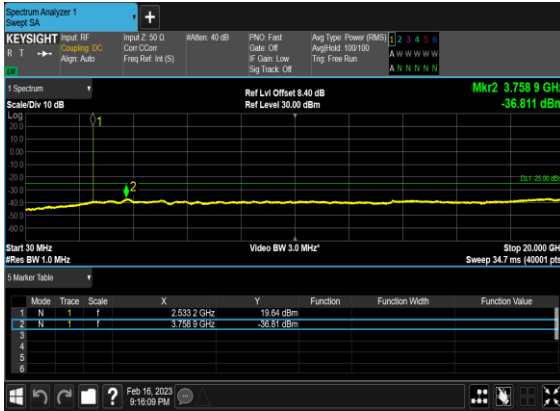 Spectrum Analyzer 1
Swept SA
+
KEYSIGHT Input: RF Input Z: 50 Ω #Atten: 40 dB PNO: Fast Avg Type: Power (RMS) 1 2 3 4 5 6
R T Coupling: DC Corr CCorr Gate: Off Avg|Hold: 100/100 A W W W W W
Align: Auto Freq Ref: Int (S) IF Gain: Low Trig: Free Run
Sig Track: Off A N N N N N
1 Spectrum Ref Lvl Offset 8.40 dB Mkr2 3.758 9 GHz
Scale/Div 10 dB Ref Level 30.00 dBm -36.811 dBm
Log
20.0
10.0
0.00
-10.0
-20.0
-30.0
-40.0
-50.0
-60.0
1
2
DL1 -25.00 dBm
Start 30 MHz Video BW 3.0 MHz* Stop 20.000 GH
#Res BW 1.0 MHz Sweep 34.7 ms (40001 pts
5 Marker Table
Mode Trace Scale X Y Function Function Width Function Value
1 N 1 f 2.533 2 GHz 19.64 dBm
2 N 1 f 3.758 9 GHz -36.81 dBm
3
4
5
6
? Feb 16, 2023
9:16:09 PM